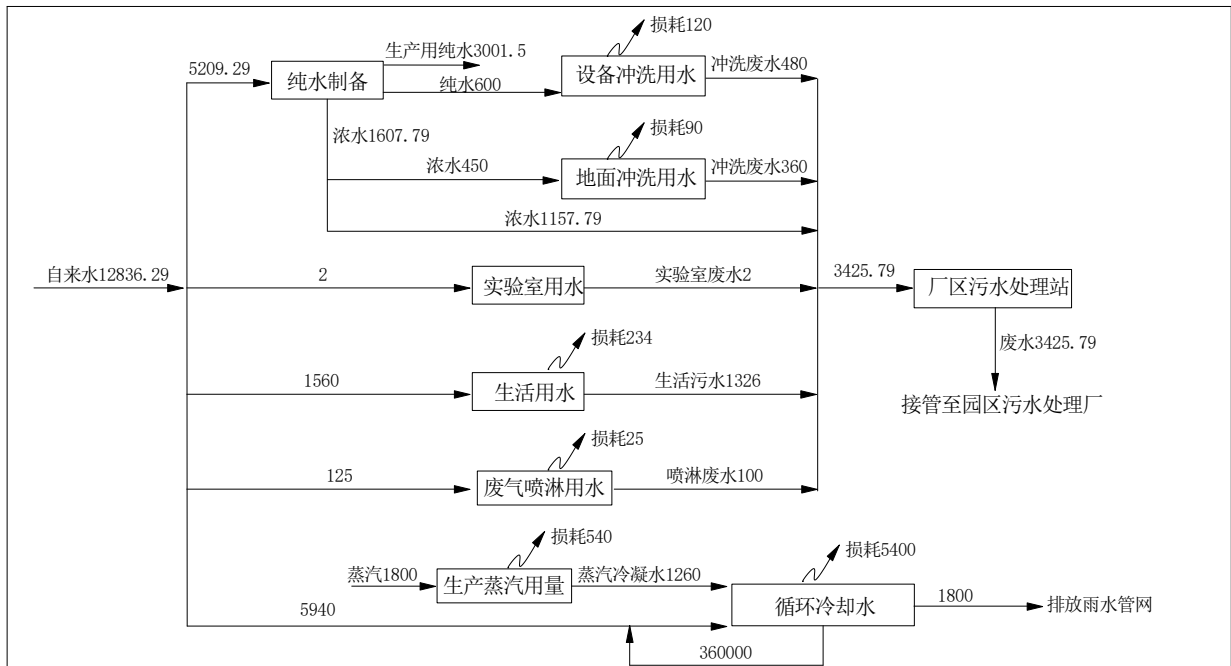 损耗120
生产用纯水3001.5
5209.29
纯水制备
纯水600
设备冲洗用水
冲洗废水480
浓水1607.79
损耗90
浓水450
地面冲洗用水
冲洗废水360
浓水1157.79
自来水12836.29
2
实验室用水
实验室废水2
3425.79
厂区污水处理站
废水3425.79
接管至园区污水处理厂
损耗234
1560
生活用水
生活污水1326
损耗25
125
废气喷淋用水
喷淋废水100
损耗540
损耗5400
蒸汽1800
生产蒸汽用量
蒸汽冷凝水1260
5940
循环冷却水
1800
排放雨水管网
360000